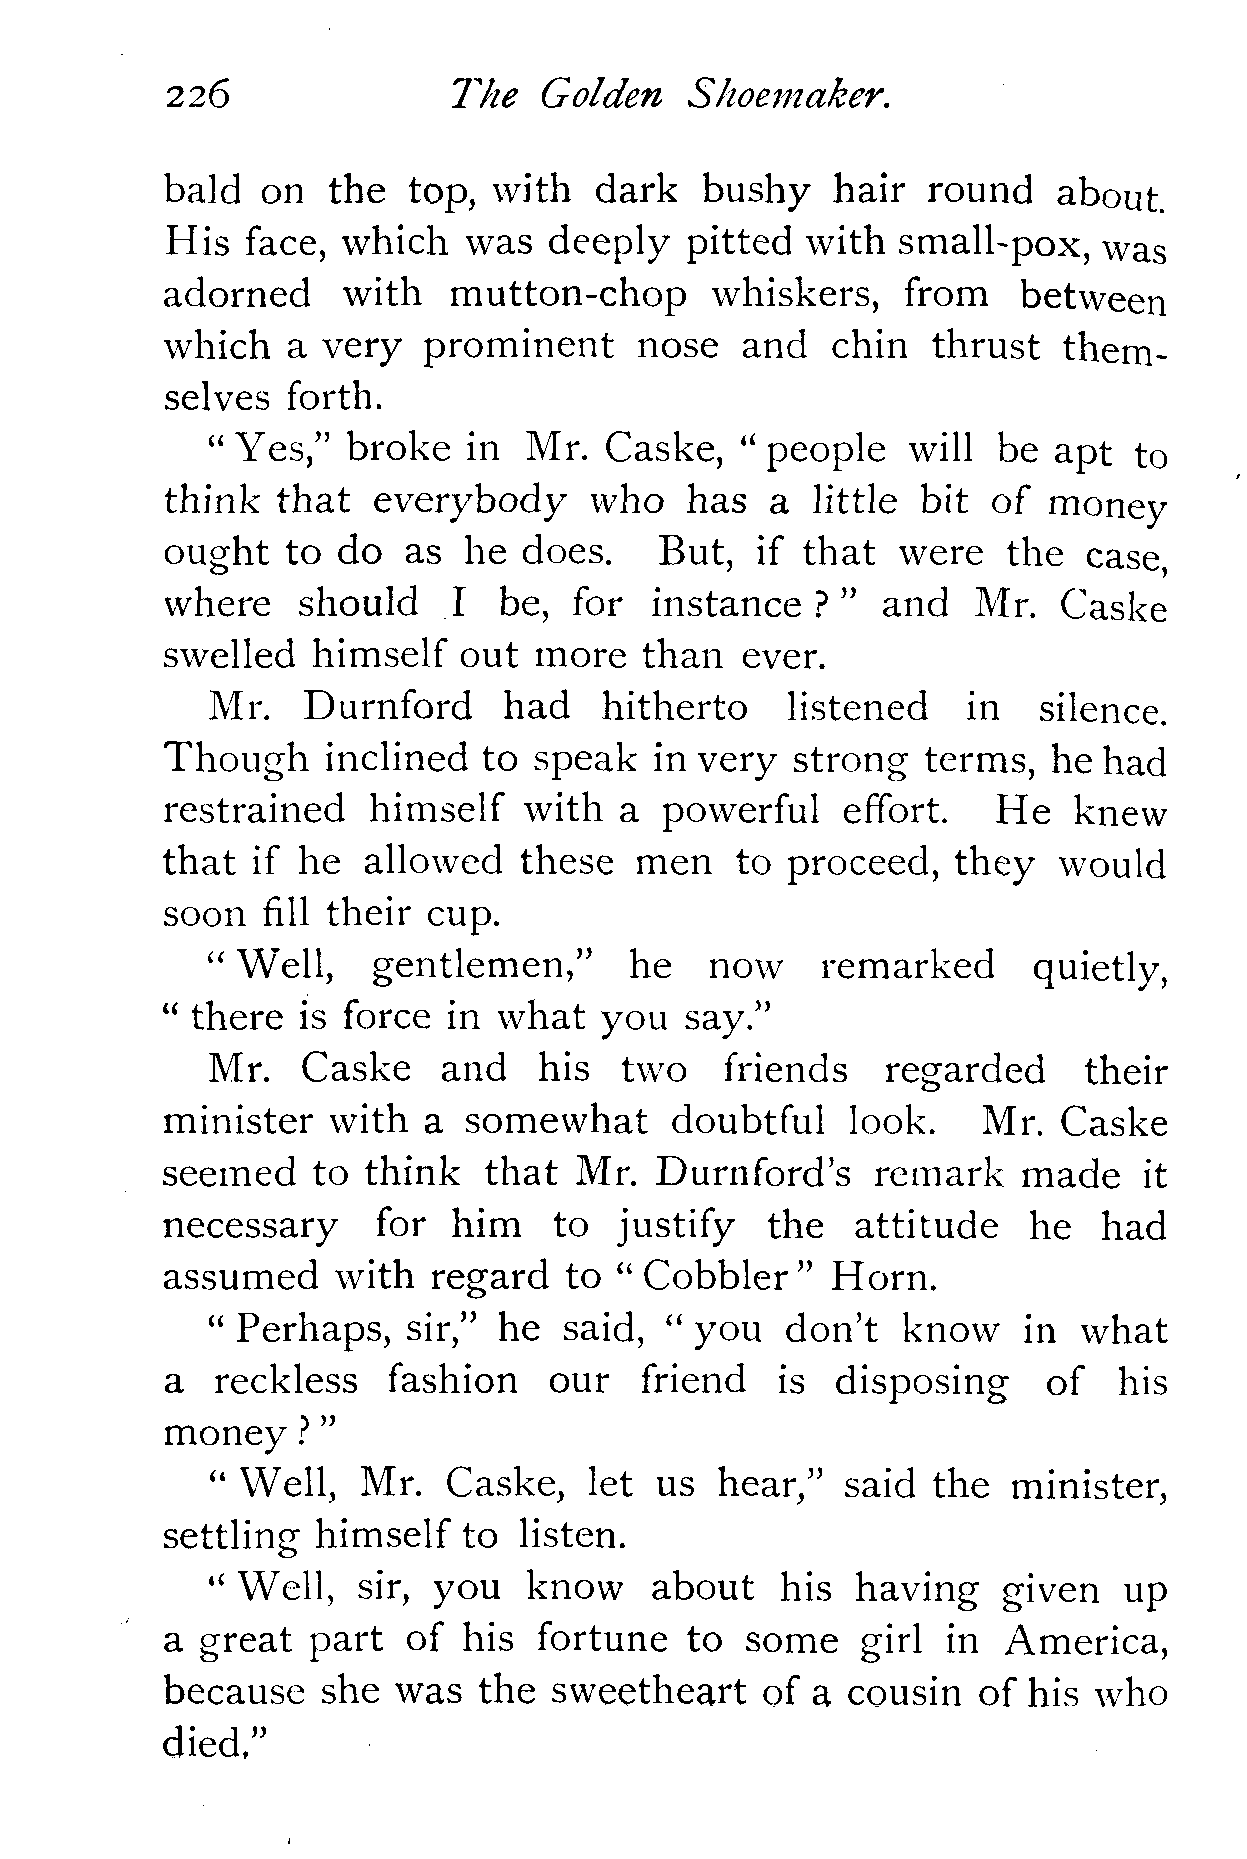 226 The Golden Shoemaker.
bald on the top, with dark bushy hair round about.
His face, which was deeply pitted with small-pox, was
adorned with mutton-chop whiskers, from between
which a very prominent nose and chin thrust them-
selves forth.
“ Yes,” broke in Mr. Caske, “ people will be apt to
think that everybody who has a little bit of money
ought to do as he does. But, if that were the case,
where should I be, for instance ? ” and Mr. Caske
swelled himself out more than ever.
Mr. Durnford had hitherto listened in silence.
Though inclined to speak in very strong terms, he had
restrained himself with a powerful effort. He knew
that if he allowed these men to proceed, they would
soon fill their cup.
“ Well, gentlemen,” he now remarked quietly,
“ there is force in what you say.”
Mr. Caske and his two friends regarded their
minister with a somewhat doubtful look. Mr. Caske
seemed to think that Mr. Durnford’s remark made it
necessary for him to justify the attitude he had
assumed with regard to “ Cobbler ” Horn.
“ Perhaps, sir,” he said, “ you don’t know in what
a reckless fashion our friend is disposing of his
money ? ”
“ Well, Mr. Caske, let us hear,” said the minister,
settling himself to listen.
“ Well, sir, you know about his having given up
a great part of his fortune to some girl in America,
because she was the sweetheart of a cousin of his who
died.”